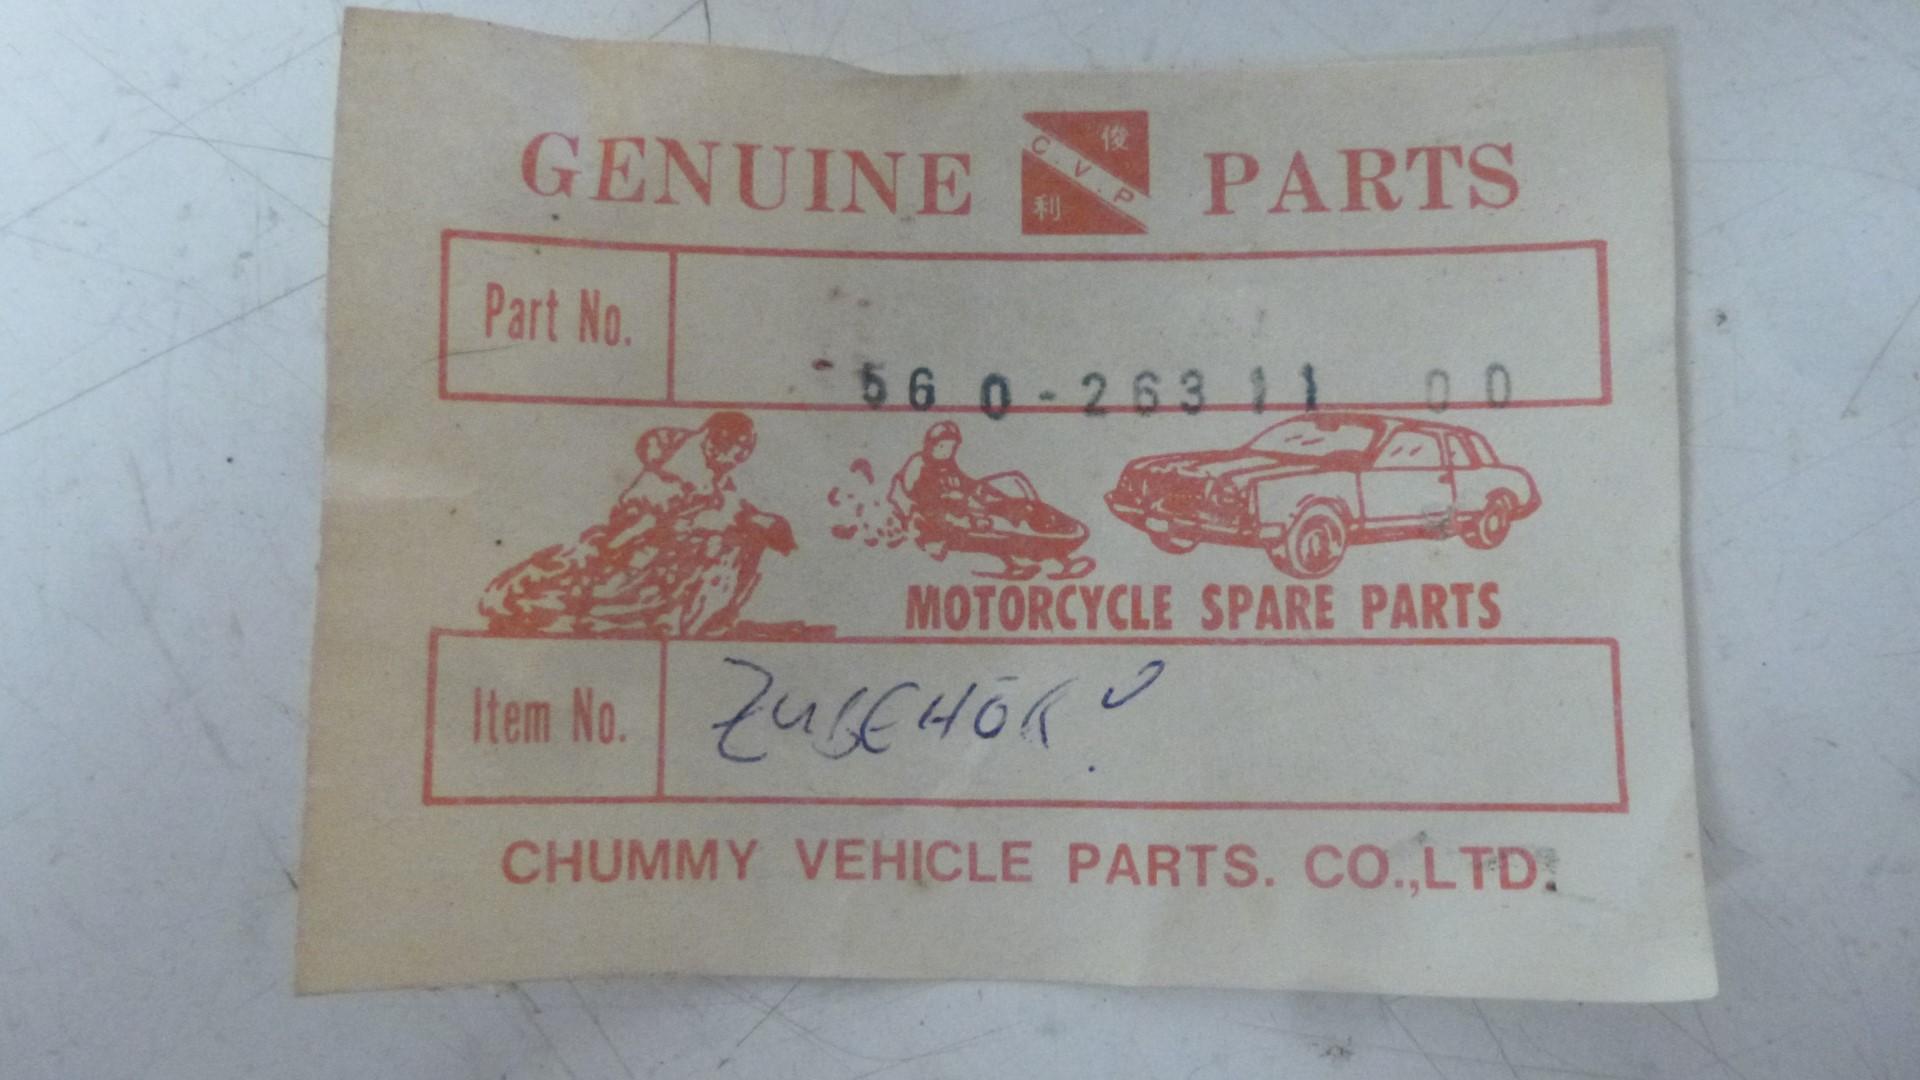 GENUINE 俊 C.V.P 利 PARTS
Part No. 560-26311 00
MOTORCYCLE SPARE PARTS
Item No. ZUBEHÖR
CHUMMY VEHICLE PARTS. CO.,LTD.